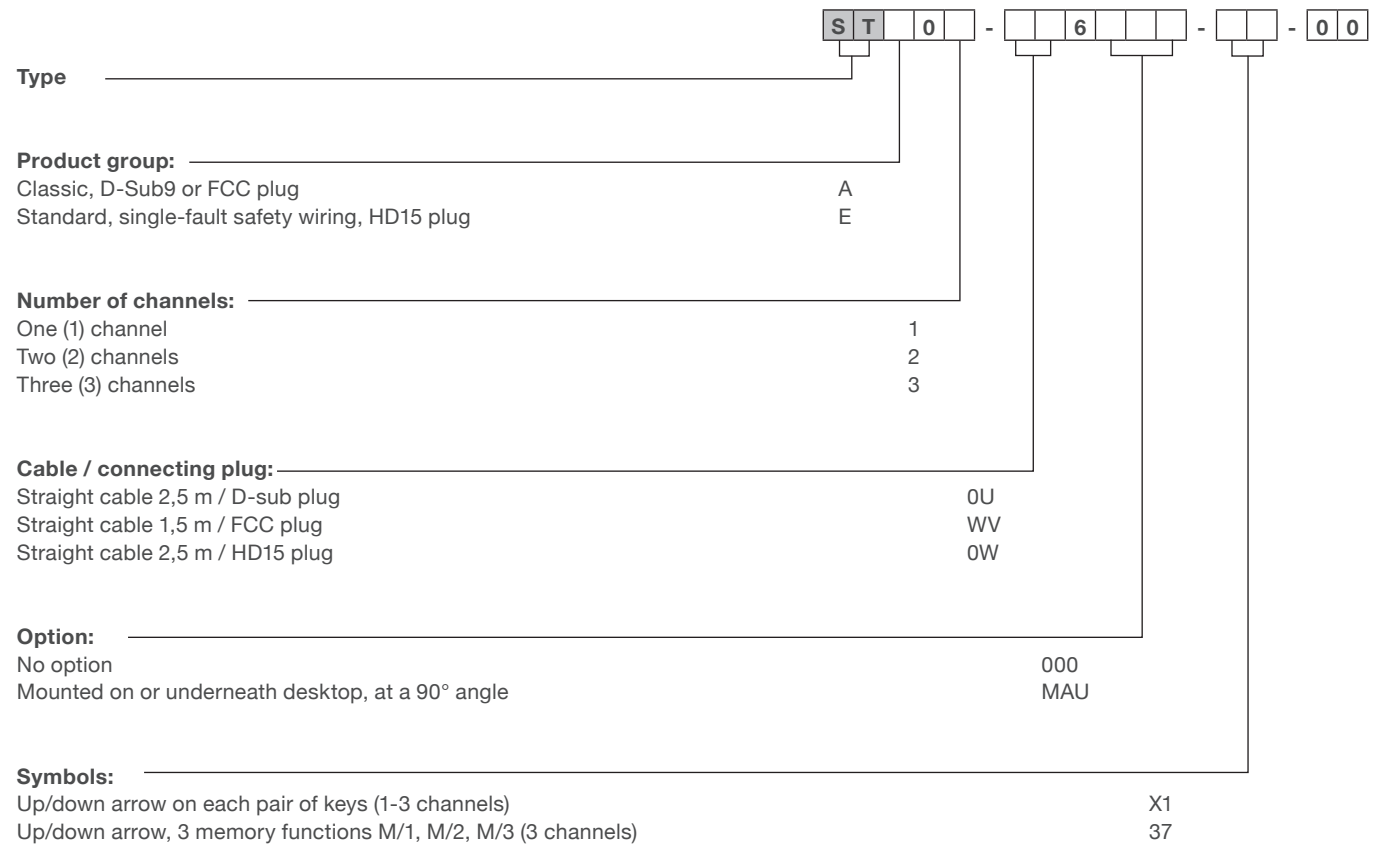 S T 0 - 6 - - 0 0
Type
Product group:
Classic, D-Sub9 or FCC plug A
Standard, single-fault safety wiring, HD15 plug E
Number of channels:
One (1) channel 1
Two (2) channels 2
Three (3) channels 3
Cable / connecting plug:
Straight cable 2,5 m / D-sub plug 0U
Straight cable 1,5 m / FCC plug WV
Straight cable 2,5 m / HD15 plug 0W
Option:
No option 000
Mounted on or underneath desktop, at a 90° angle MAU
Symbols:
Up/down arrow on each pair of keys (1-3 channels) X1
Up/down arrow, 3 memory functions M/1, M/2, M/3 (3 channels) 37